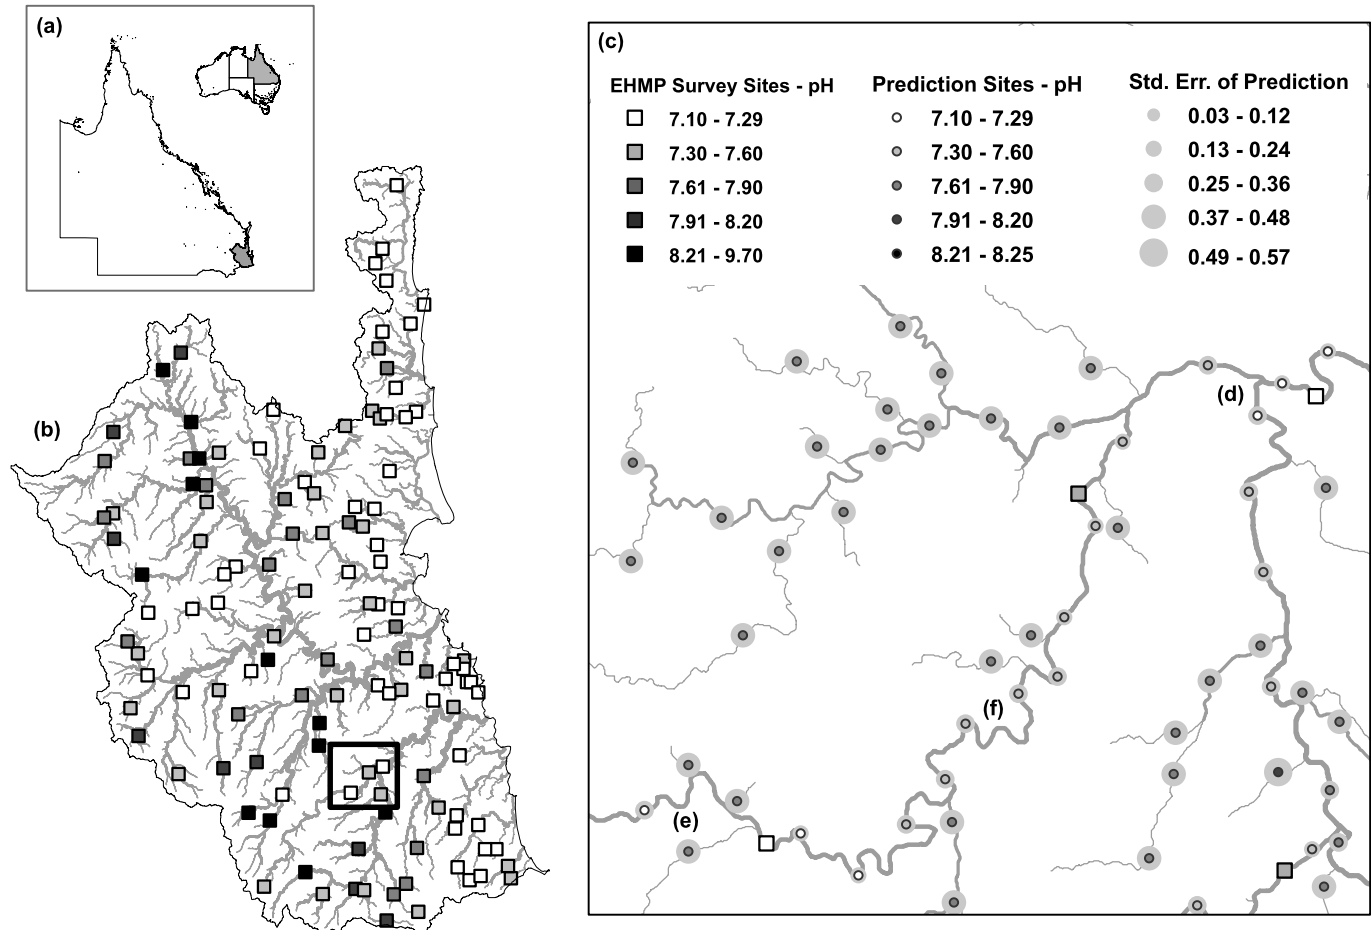 (a)
(b)
(c)
EHMP Survey Sites - pH
7.10 - 7.29
7.30 - 7.60
7.61 - 7.90
7.91 - 8.20
8.21 - 9.70
Prediction Sites - pH
7.10 - 7.29
7.30 - 7.60
7.61 - 7.90
7.91 - 8.20
8.21 - 8.25
Std. Err. of Prediction
0.03 - 0.12
0.13 - 0.24
0.25 - 0.36
0.37 - 0.48
0.49 - 0.57
(d)
(f)
(e)